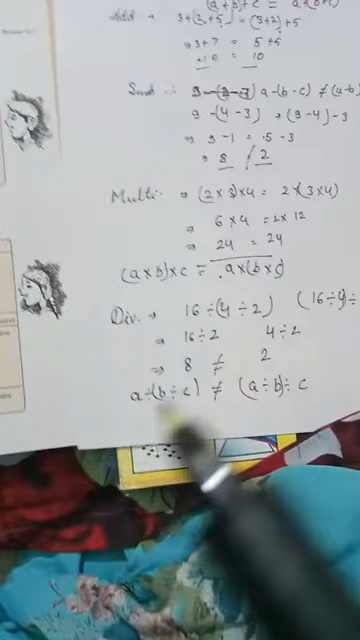 (a+b)+c = a+(b+c)
Add → 3+(2+5) = (3+2)+5
⇒ 3+7 = 5+5
⇒ 10 = 10
Sub :- a-(b-c) ≠ (a-b)
9-(4-3) ⇒ (9-4)-3
⇒ 9-1 = 5-3
⇒ 8 ≠ 2
Multi → (2×3)×4 = 2×(3×4)
⇒ 6×4 = 2×12
⇒ 24 = 24
(a×b)×c = a×(b×c)
Div. → 16÷(4÷2) (16÷4)÷
⇒ 16÷2 4÷2
⇒ 8 ≠ 2
a÷(b÷c) ≠ (a÷b)÷c